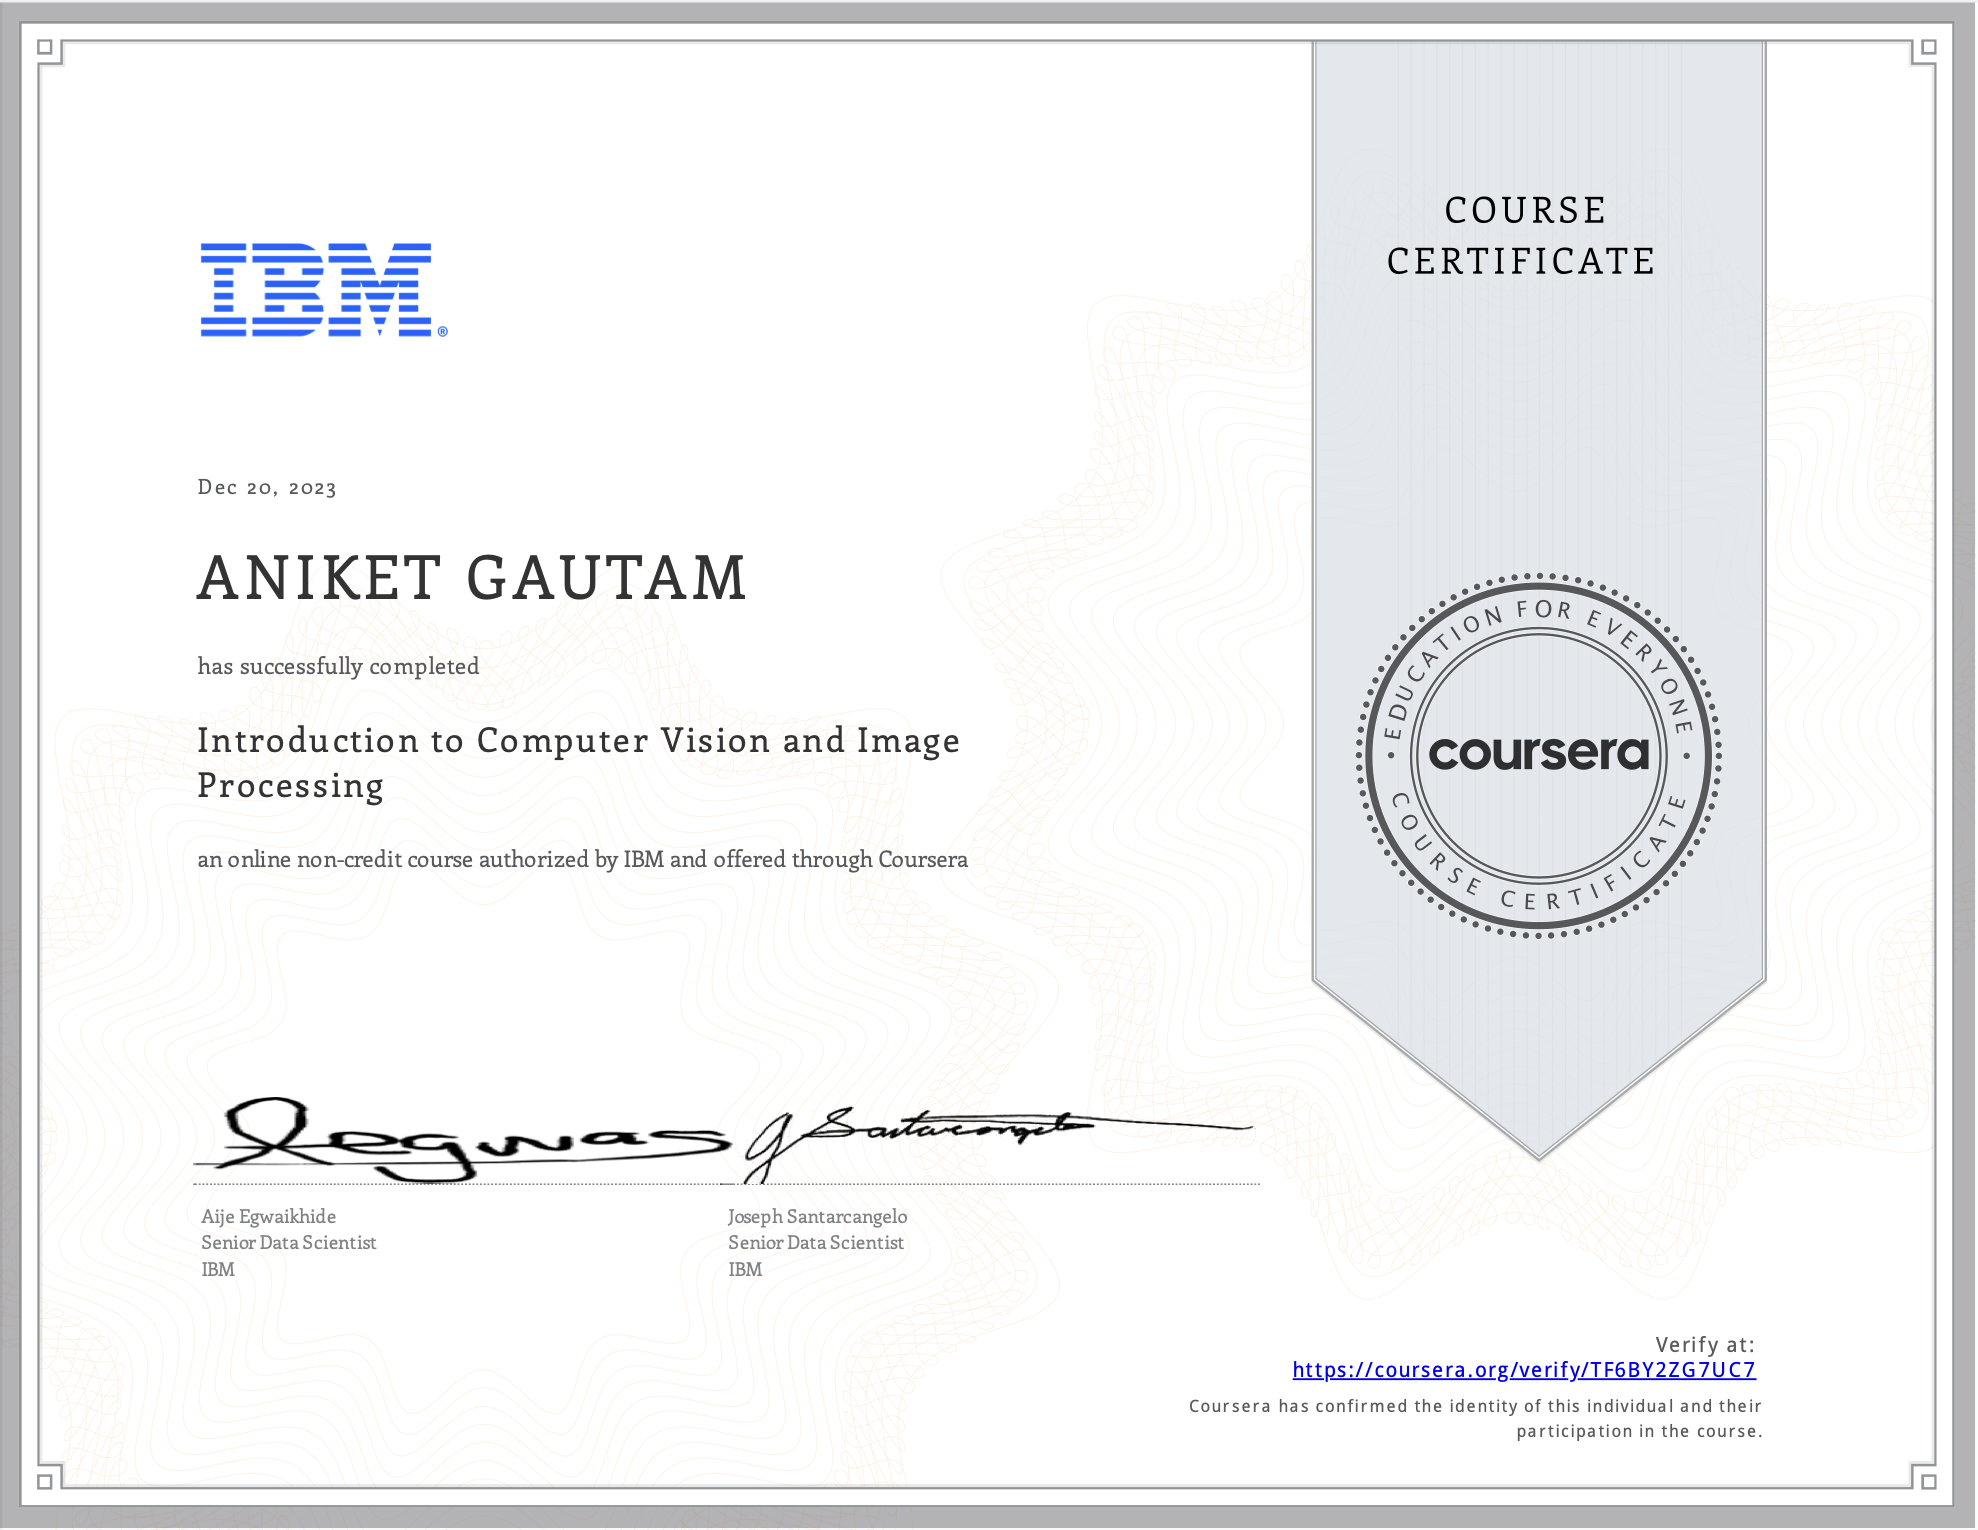 IBM®
COURSE
CERTIFICATE
Dec 20, 2023
ANIKET GAUTAM
has successfully completed
Introduction to Computer Vision and Image
Processing
an online non-credit course authorized by IBM and offered through Coursera
EDUCATION FOR EVERYONE
coursera
COURSE CERTIFICATE
Aije Egwaikhide
Senior Data Scientist
IBM
J Santarcangelo
Joseph Santarcangelo
Senior Data Scientist
IBM
Verify at:
https://coursera.org/verify/TF6BY2ZG7UC7
Coursera has confirmed the identity of this individual and their
participation in the course.